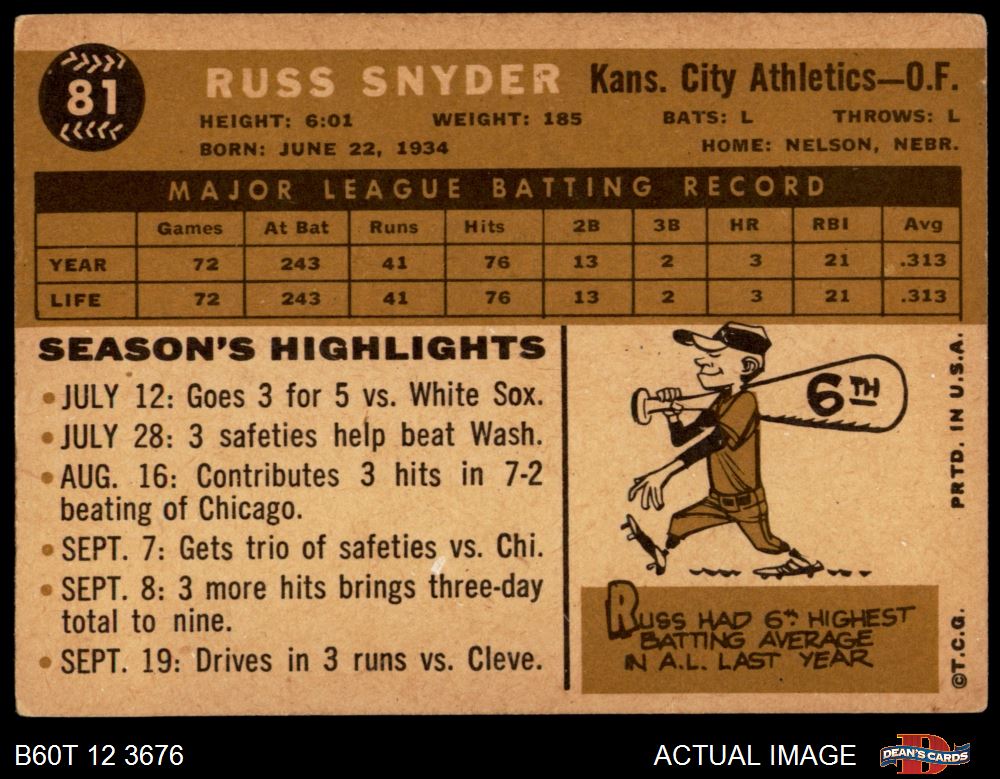 81
RUSS SNYDER Kans. City Athletics—O.F.
HEIGHT: 6:01 WEIGHT: 185 BATS: L THROWS: L
BORN: JUNE 22, 1934 HOME: NELSON, NEBR.
MAJOR LEAGUE BATTING RECORD
Games At Bat Runs Hits 2B 3B HR RBI Avg
YEAR 72 243 41 76 13 2 3 21 .313
LIFE 72 243 41 76 13 2 3 21 .313
SEASON'S HIGHLIGHTS
• JULY 12: Goes 3 for 5 vs. White Sox.
• JULY 28: 3 safeties help beat Wash.
• AUG. 16: Contributes 3 hits in 7-2
beating of Chicago.
• SEPT. 7: Gets trio of safeties vs. Chi.
• SEPT. 8: 3 more hits brings three-day
total to nine.
• SEPT. 19: Drives in 3 runs vs. Cleve.
6TH
RUSS HAD 6TH HIGHEST
BATTING AVERAGE
IN A.L. LAST YEAR
PRTD. IN U.S.A.
©T.C.G.
B60T 12 3676 ACTUAL IMAGE
DEAN'S CARDS